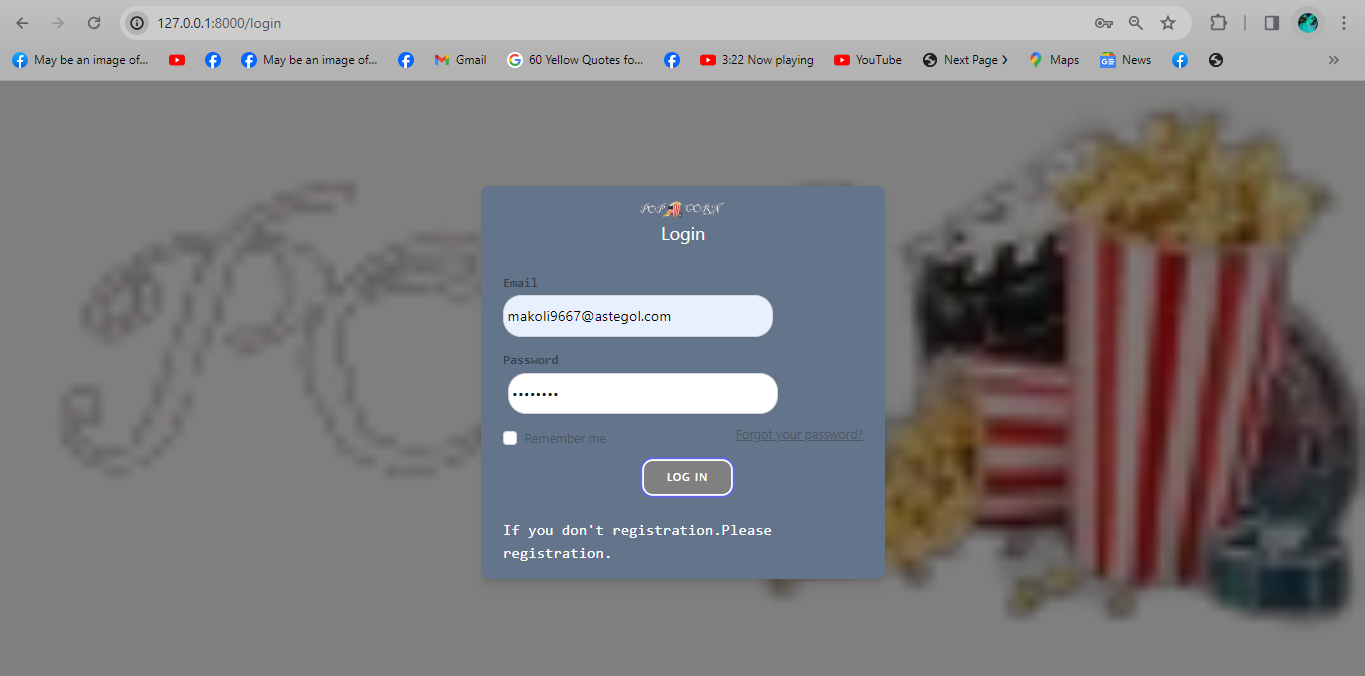 127.0.0.1:8000/login
May be an image of...
May be an image of...
Gmail
60 Yellow Quotes fo...
3:22 Now playing
YouTube
Next Page
Maps
News
POP CORN
Login
Email
makoli9667@astegol.com
Password
Remember me
Forgot your password?
LOG IN
If you don't registration.Please
registration.